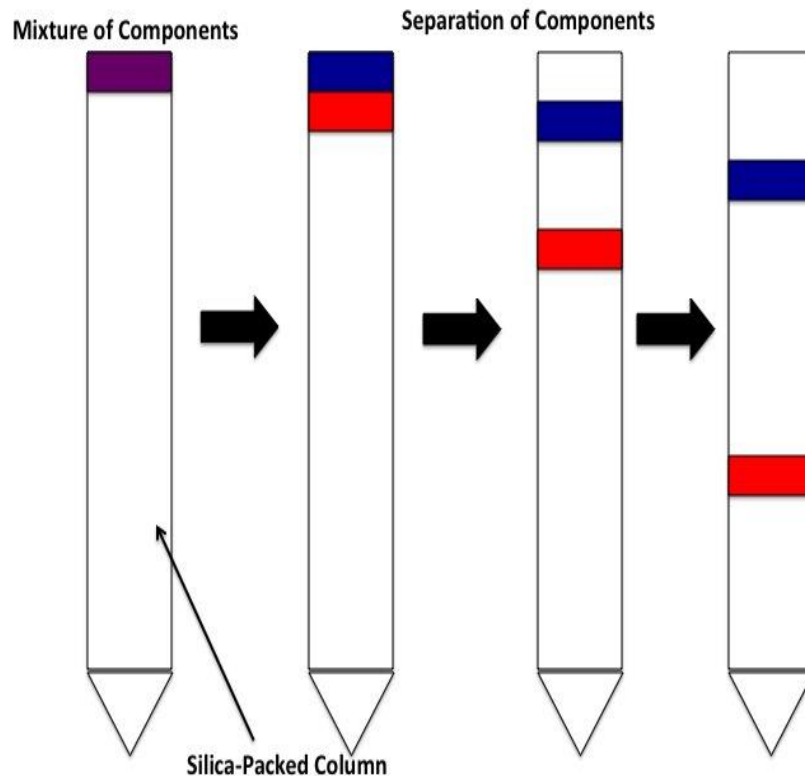 Mixture of Components
Separation of Components
Silica-Packed Column